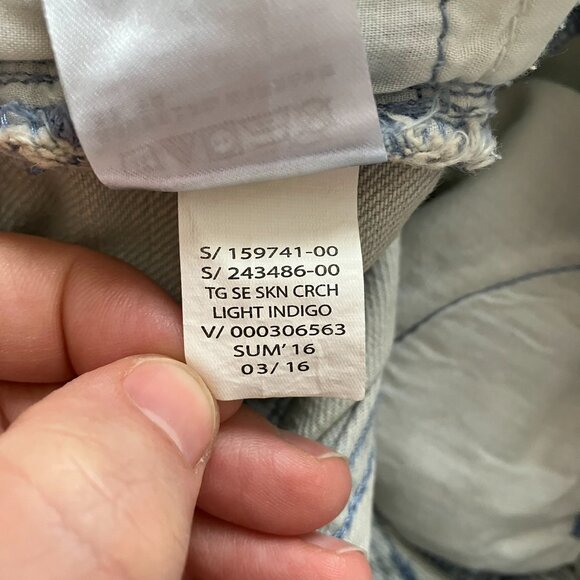 S/ 159741-00
S/ 243486-00
TG SE SKN CRCH
LIGHT INDIGO
V/ 000306563
SUM' 16
03/ 16